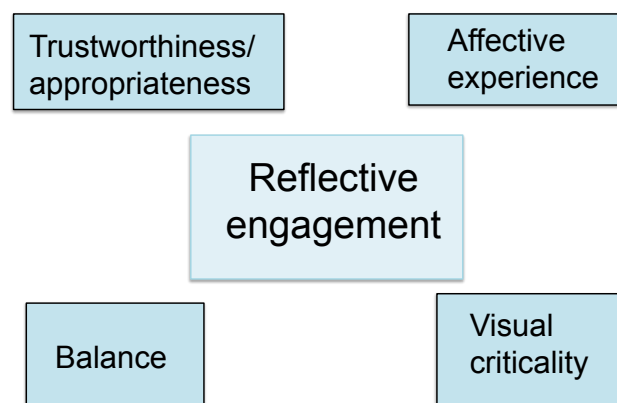 Trustworthiness/
appropriateness
Affective
experience
Reflective
engagement
Balance
Visual
criticality